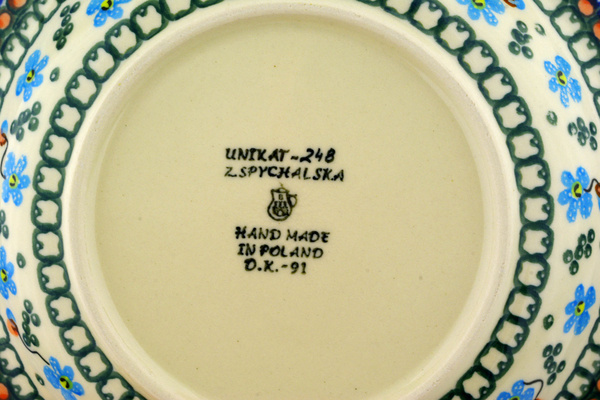 UNIKAT-248
Z.SPYCHALSKA
HAND MADE
IN POLAND
D.K.-91